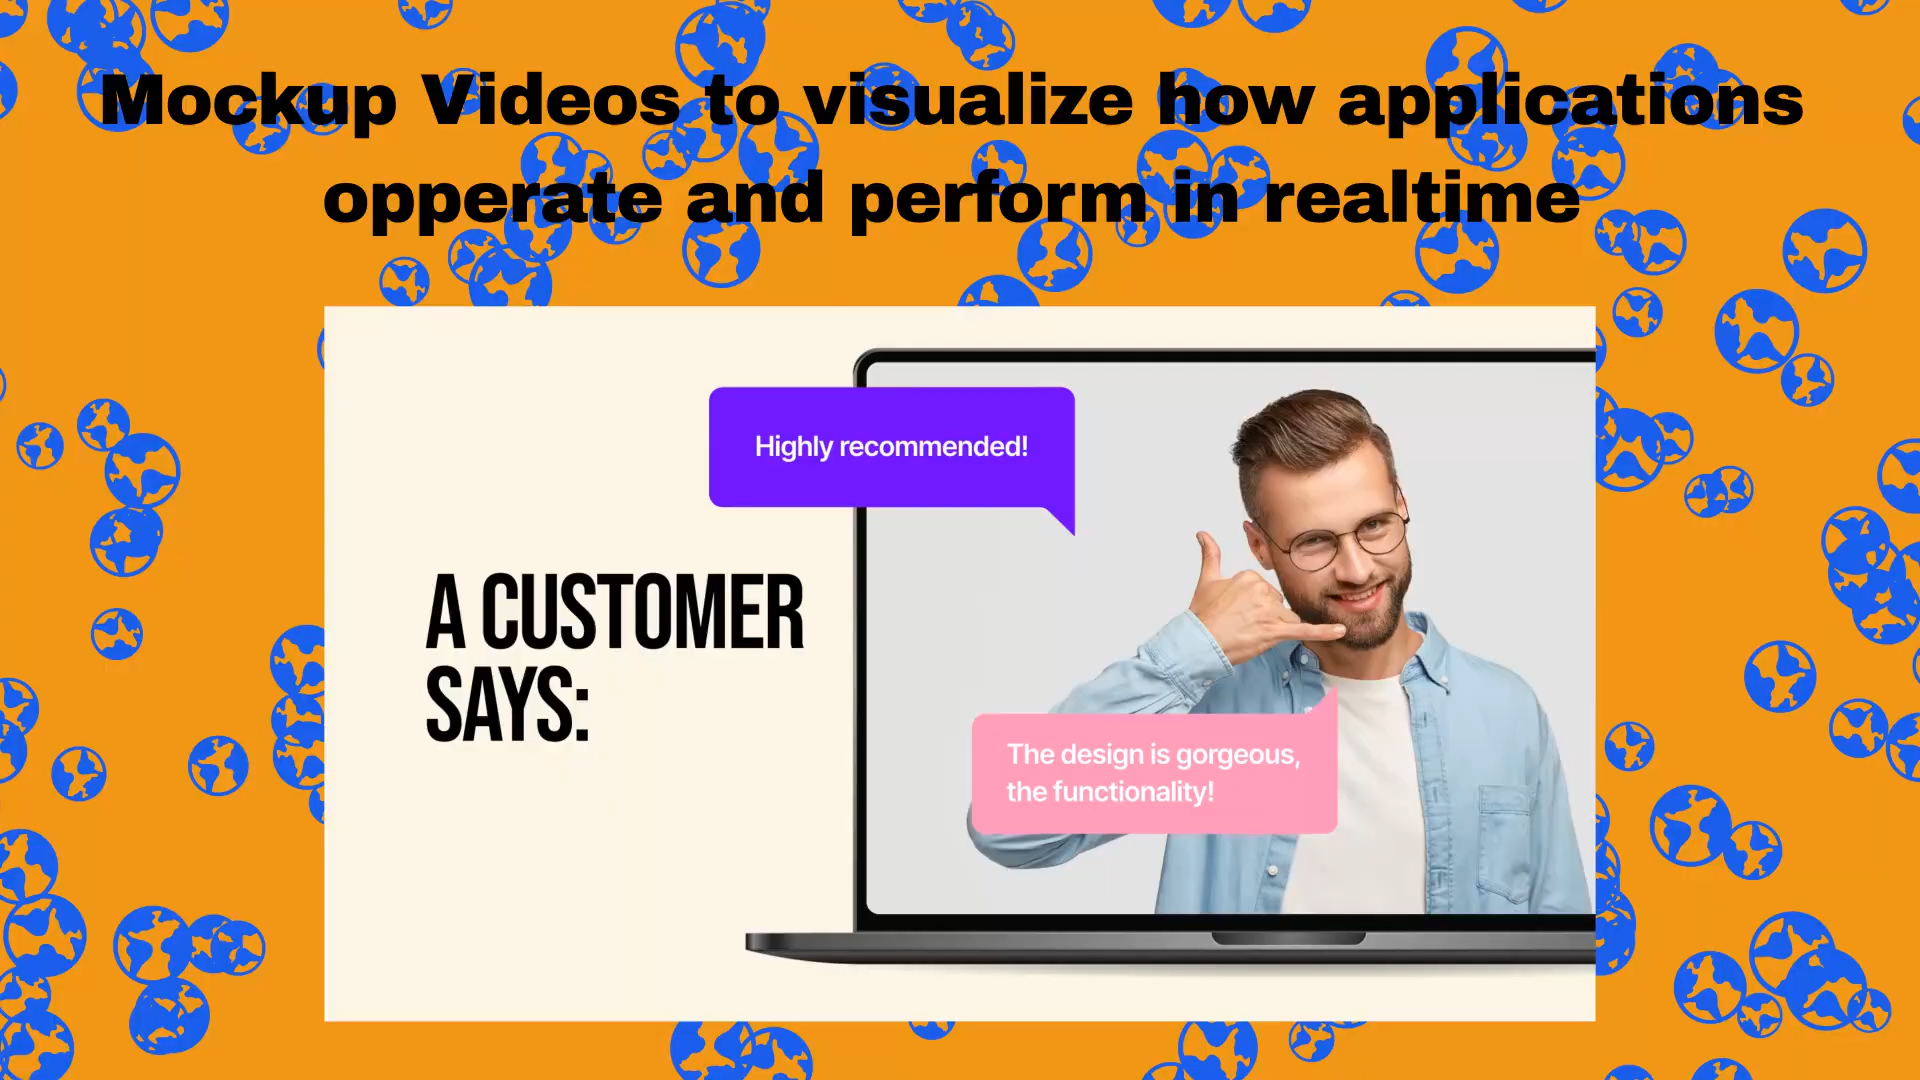 Mockup Videos to visualize how applications
opperate and perform in realtime
Highly recommended!
A CUSTOMER
SAYS:
The design is gorgeous,
the functionality!